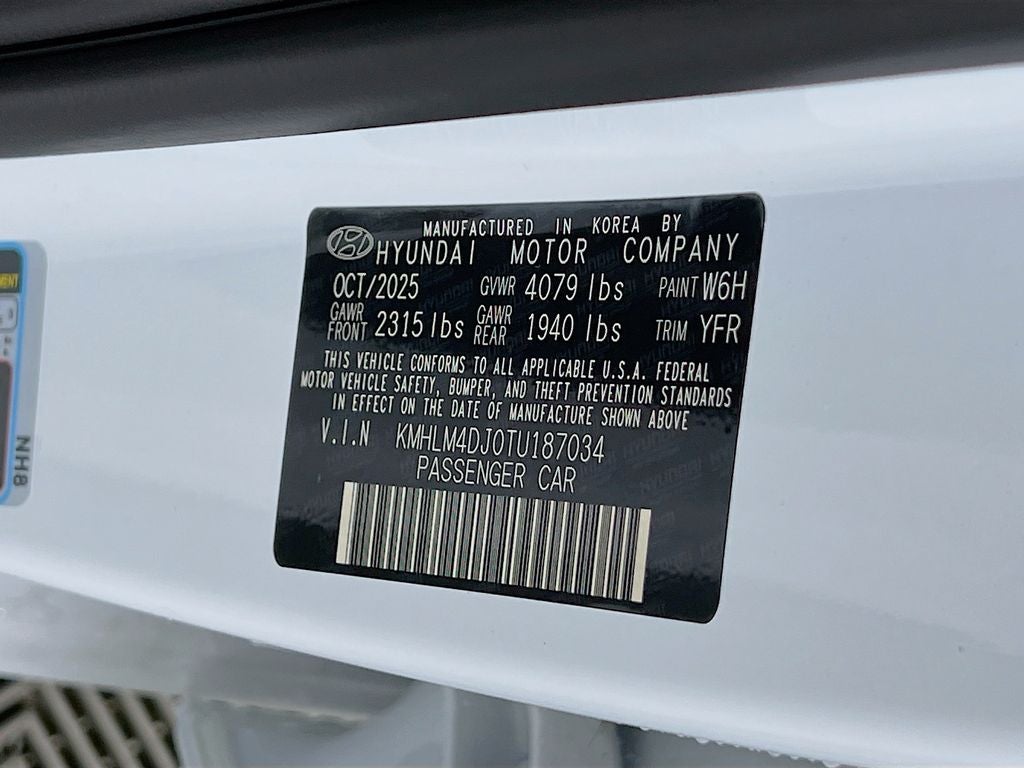 MANUFACTURED IN KOREA BY
HYUNDAI MOTOR COMPANY
OCT/2025 GVWR 4079 lbs PAINT W6H
GAWR FRONT 2315 lbs GAWR REAR 1940 lbs TRIM YFR
THIS VEHICLE CONFORMS TO ALL APPLICABLE U.S.A. FEDERAL
MOTOR VEHICLE SAFETY, BUMPER, AND THEFT PREVENTION STANDARDS
IN EFFECT ON THE DATE OF MANUFACTURE SHOWN ABOVE
V.I.N KMHLM4DJ0TU187034
PASSENGER CAR
NH8